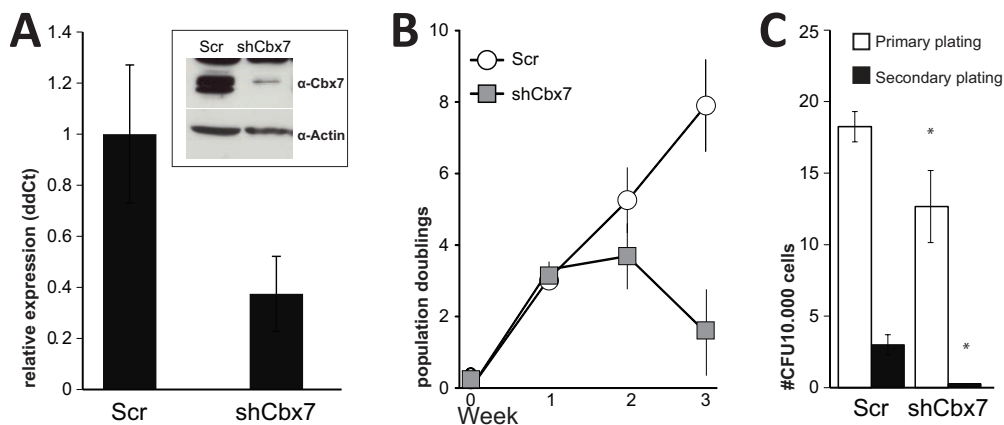 A
1.4
1.2
1
0.8
0.6
0.4
0.2
0
relative expression (ddCt)
Scr shCbx7
α-Cbx7
α-Actin
Scr
shCbx7
B
10
8
6
4
2
0
population doublings
Scr
shCbx7
0
1
2
3
Week
C
25
20
15
10
5
0
#CFU10.000 cells
Primary plating
Secondary plating
*
*
Scr
shCbx7